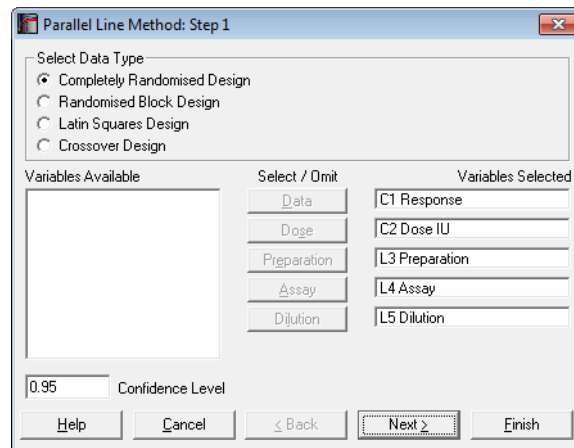 Parallel Line Method: Step 1
Select Data Type
Completely Randomised Design
Randomised Block Design
Latin Squares Design
Crossover Design
Variables Available
Select / Omit
Variables Selected
Data
C1 Response
Dose
C2 Dose IU
Preparation
L3 Preparation
Assay
L4 Assay
Dilution
L5 Dilution
0.95 Confidence Level
Help
Cancel
< Back
Next >
Finish